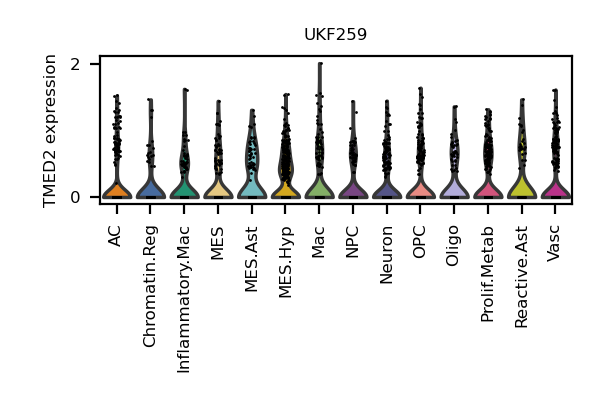 UKF259
TMED2 expression
2
0
AC
Chromatin.Reg
Inflammatory.Mac
MES
MES.Ast
MES.Hyp
Mac
NPC
Neuron
OPC
Oligo
Prolif.Metab
Reactive.Ast
Vasc